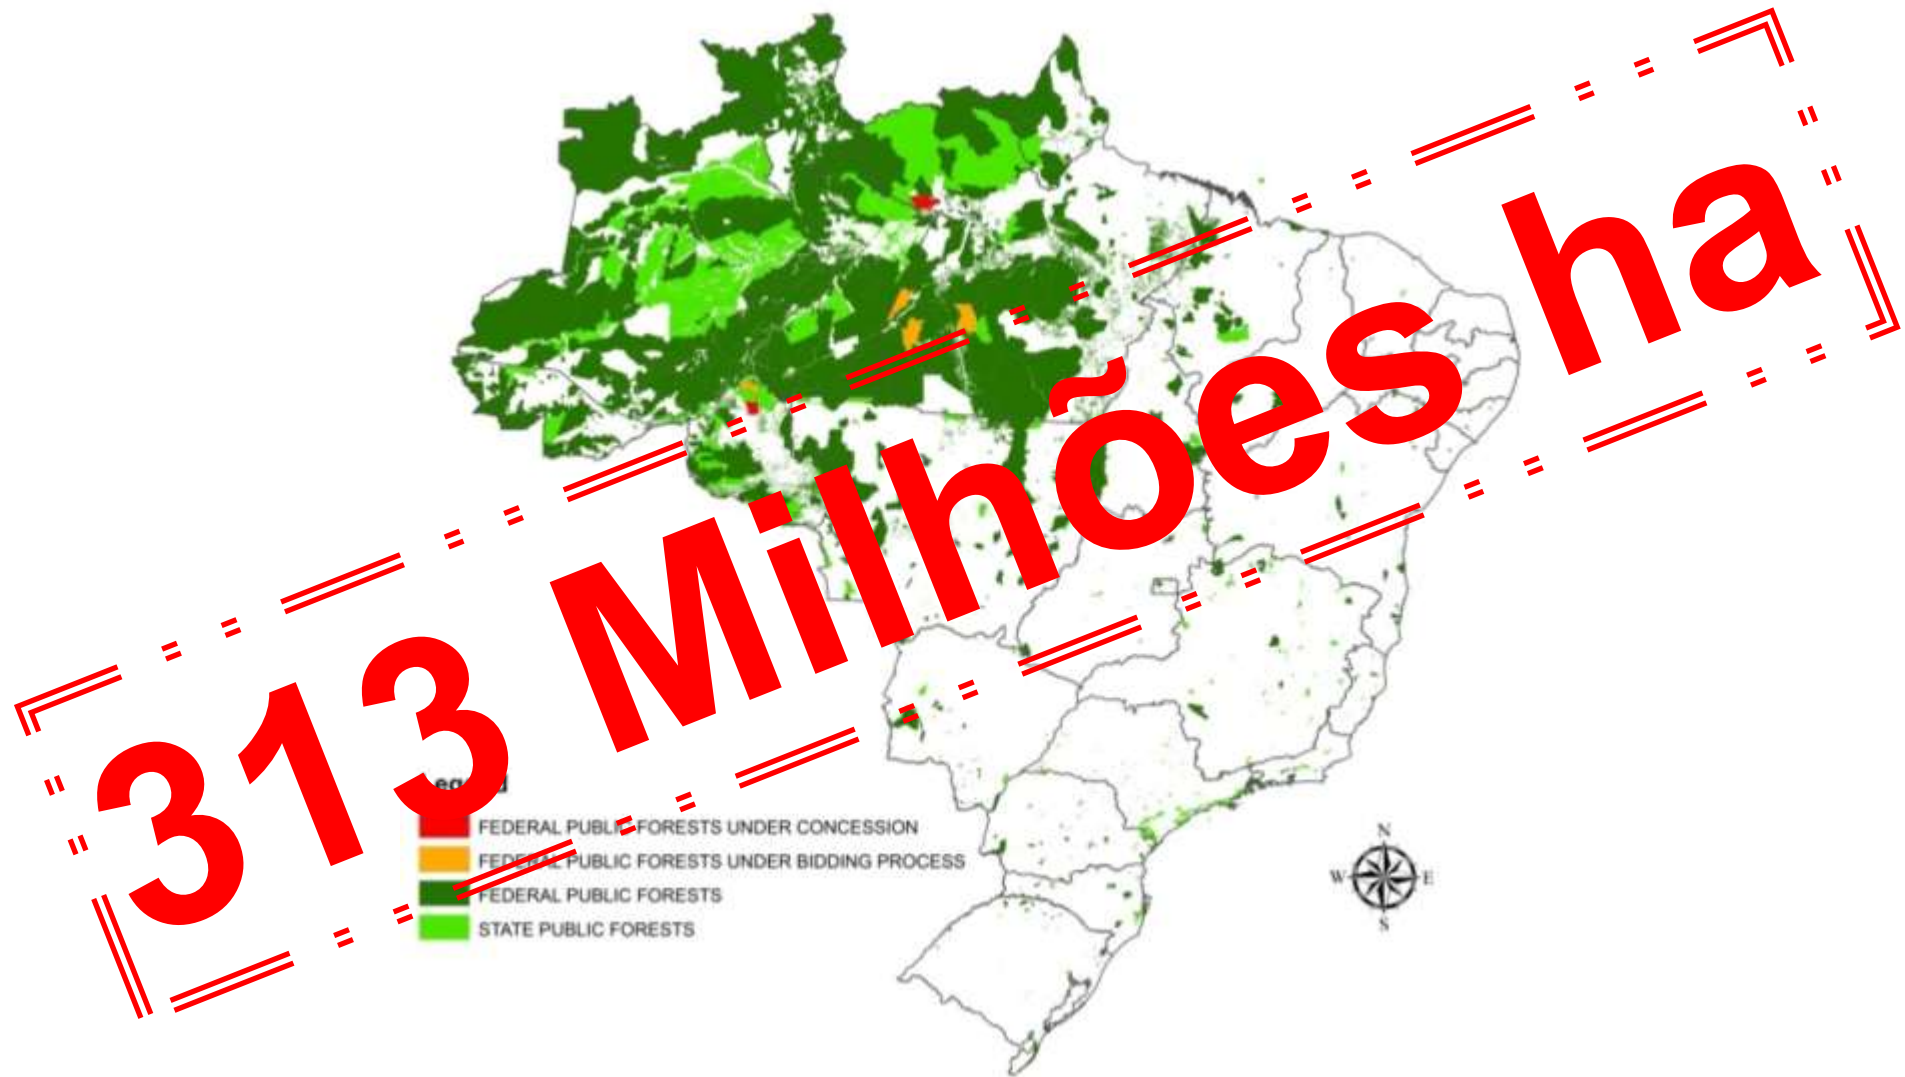 313 Milhões ha
FEDERAL PUBLIC FORESTS UNDER CONCESSION
FEDERAL PUBLIC FORESTS UNDER BIDDING PROCESS
FEDERAL PUBLIC FORESTS
STATE PUBLIC FORESTS
N
W E
S